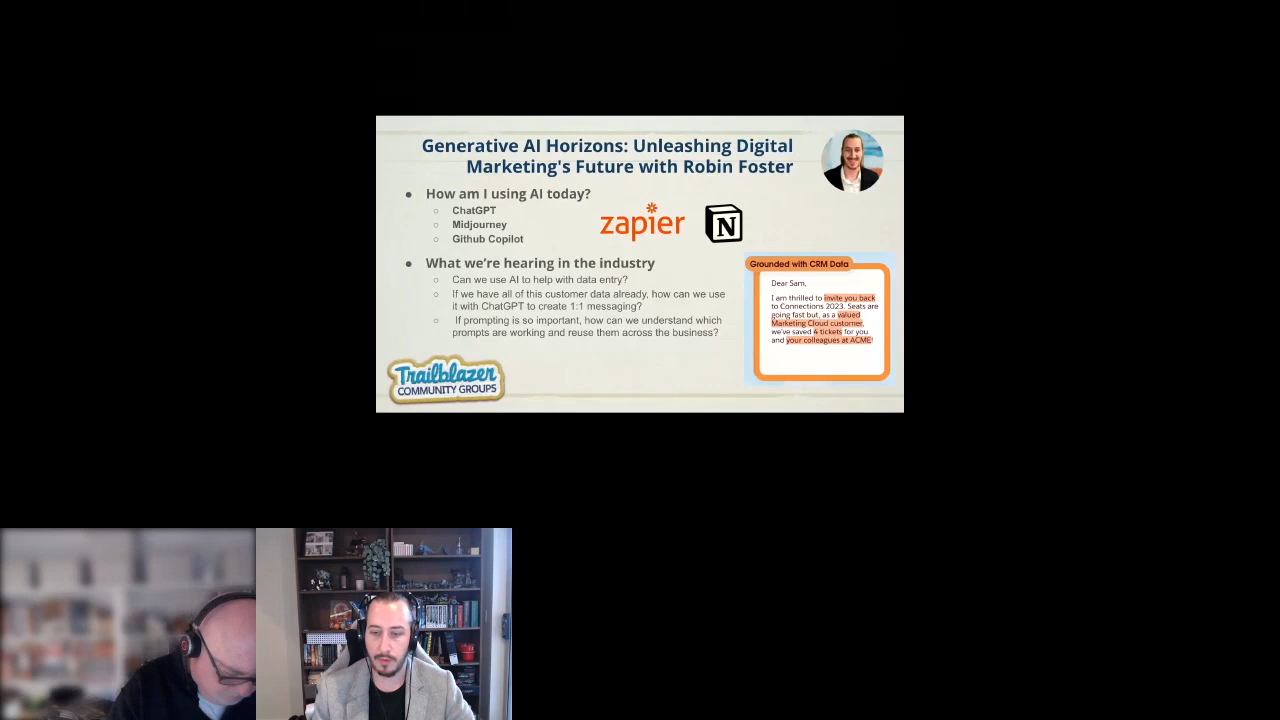 Generative AI Horizons: Unleashing Digital
Marketing's Future with Robin Foster
How am I using AI today?
ChatGPT
Midjourney
Github Copilot
zapier
N
What we're hearing in the industry
Can we use AI to help with data entry?
If we have all of this customer data already, how can we use
it with ChatGPT to create 1:1 messaging?
If prompting is so important, how can we understand which
prompts are working and reuse them across the business?
Grounded with CRM Data
Dear Sam,
I am thrilled to invite you back
to Connections 2023. Seats are
going fast but, as a valued
Marketing Cloud customer,
we've saved 4 tickets for you
and your colleagues at ACME!
Trailblazer
COMMUNITY GROUPS